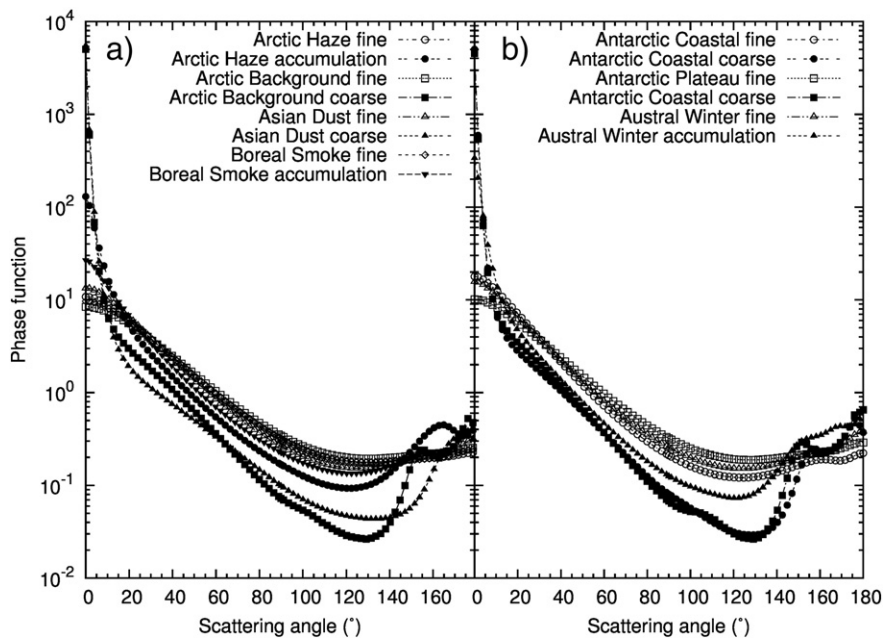 a)
Arctic Haze fine
Arctic Haze accumulation
Arctic Background fine
Arctic Background coarse
Asian Dust fine
Asian Dust coarse
Boreal Smoke fine
Boreal Smoke accumulation
b)
Antarctic Coastal fine
Antarctic Coastal coarse
Antarctic Plateau fine
Antarctic Coastal coarse
Austral Winter fine
Austral Winter accumulation
Phase function
10^4
10^3
10^2
10^1
10^0
10^-1
10^-2
0 20 40 60 80 100 120 140 160
0 20 40 60 80 100 120 140 160 180
Scattering angle (°)
Scattering angle (°)